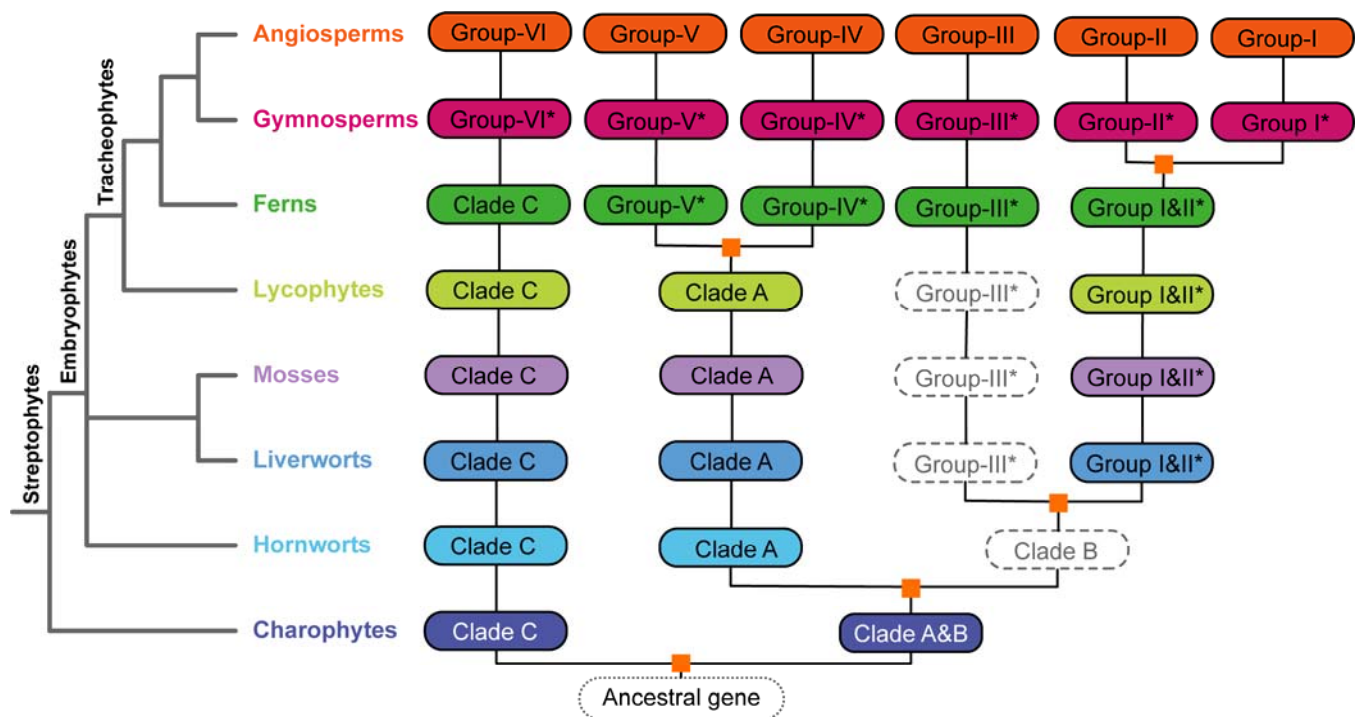 Angiosperms Group-VI Group-V Group-IV Group-III Group-II Group-I
Gymnosperms Group-VI* Group-V* Group-IV* Group-III* Group-II* Group I*
Tracheophytes
Ferns Clade C Group-V* Group-IV* Group-III* Group I&II*
Lycophytes Clade C Clade A Group-III* Group I&II*
Embryophytes
Mosses Clade C Clade A Group-III* Group I&II*
Streptophytes
Liverworts Clade C Clade A Group-III* Group I&II*
Hornworts Clade C Clade A Clade B
Charophytes Clade C Clade A&B
Ancestral gene